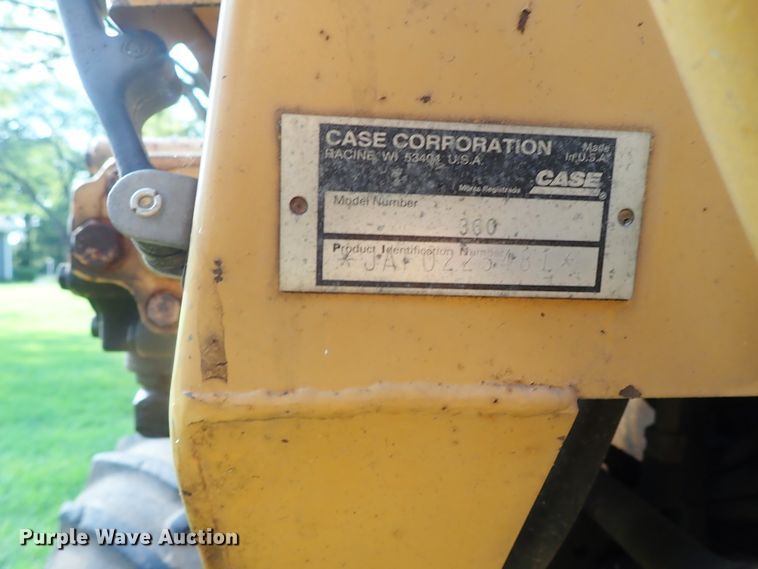 CASE CORPORATION
RACINE, WI 53404 U.S.A.
Made
In U.S.A.
CASE
®
Marca Registrada
Model Number
360
Product Identification Number
Purple Wave Auction